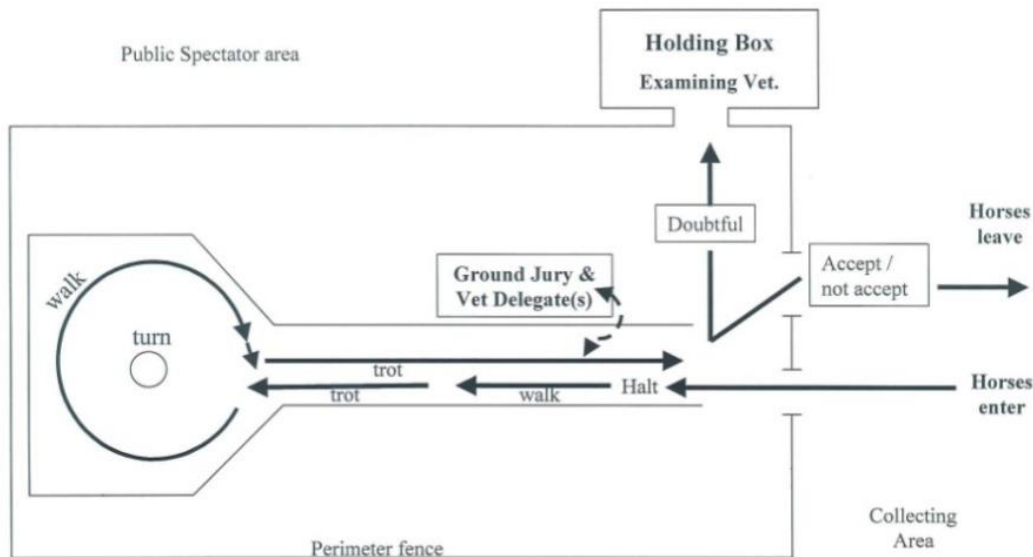 Public Spectator area
Holding Box
Examining Vet.
Doubtful
Horses
leave
Accept /
not accept
Ground Jury &
Vet Delegate(s)
walk
turn
trot
trot
walk
Halt
Horses
enter
Perimeter fence
Collecting
Area